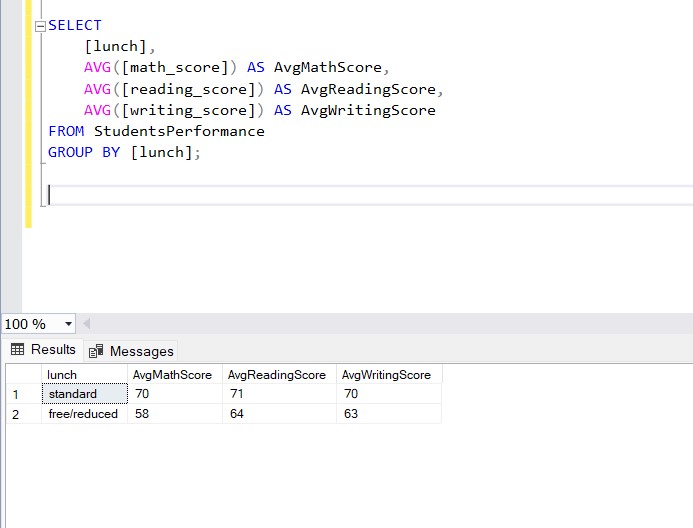 SELECT
[lunch],
AVG([math_score]) AS AvgMathScore,
AVG([reading_score]) AS AvgReadingScore,
AVG([writing_score]) AS AvgWritingScore
FROM StudentsPerformance
GROUP BY [lunch];
100 %
Results Messages
lunch AvgMathScore AvgReadingScore AvgWritingScore
1 standard 70 71 70
2 free/reduced 58 64 63